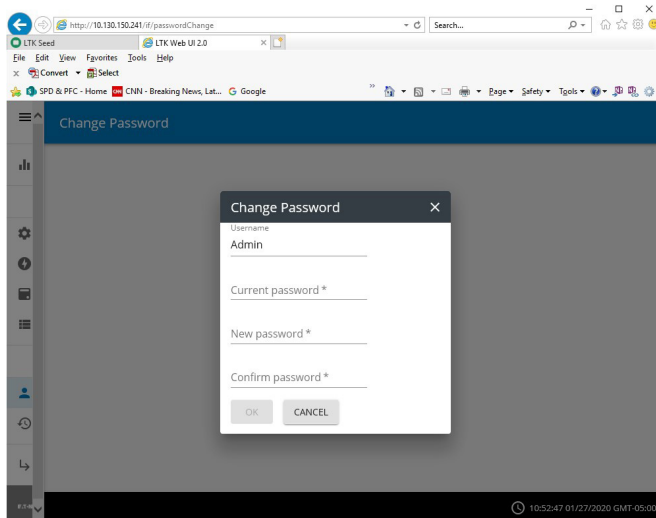 http://10.130.150.241/if/passwordChange
Search...
LTK Seed
LTK Web UI 2.0
File Edit View Favorites Tools Help
x Convert Select
SPD & PFC - Home CNN - Breaking News, Lat... Google
Page Safety Tools
Change Password
Change Password
Username
Admin
Current password *
New password *
Confirm password *
OK CANCEL
10:52:47 01/27/2020 GMT-05:00